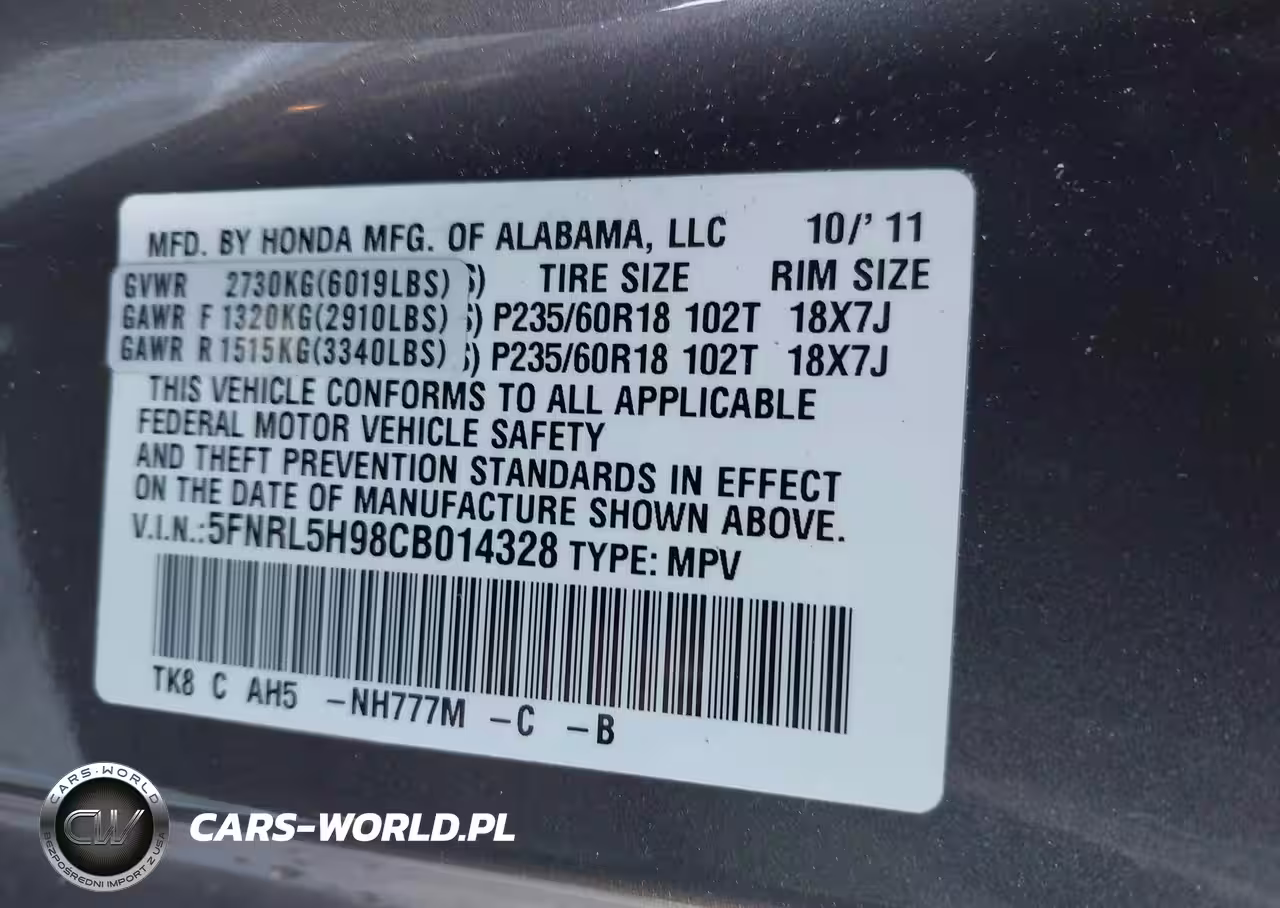 MFD. BY HONDA MFG. OF ALABAMA, LLC 10/' 11
GVWR 2730KG(6019LBS) S) TIRE SIZE RIM SIZE
GAWR F 1320KG(2910LBS) S) P235/60R18 102T 18X7J
GAWR R 1515KG(3340LBS) S) P235/60R18 102T 18X7J
THIS VEHICLE CONFORMS TO ALL APPLICABLE
FEDERAL MOTOR VEHICLE SAFETY
AND THEFT PREVENTION STANDARDS IN EFFECT
ON THE DATE OF MANUFACTURE SHOWN ABOVE.
V.I.N.:5FNRL5H98CB014328 TYPE: MPV
TK8 C AH5 -NH777M -C -B
CARS-WORLD
CW
BEZPOŚREDNI IMPORT Z USA
CARS-WORLD.PL